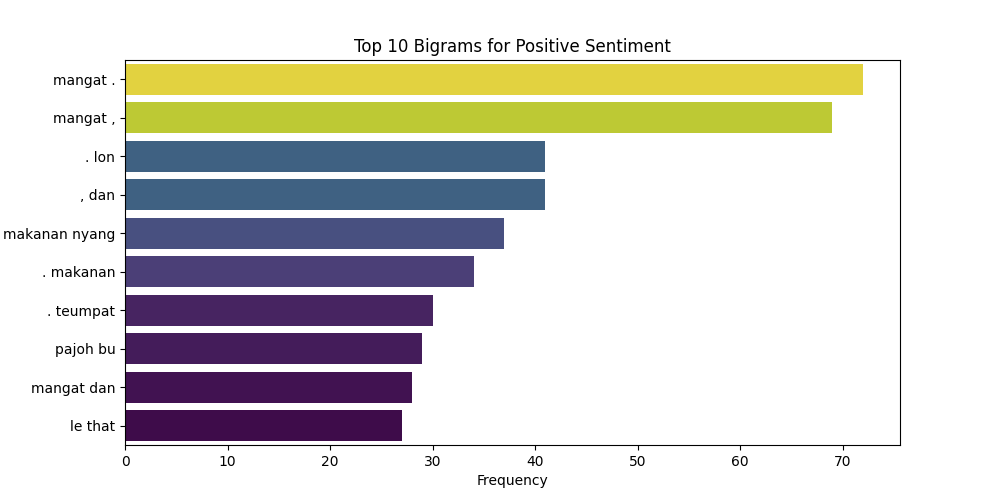 Top 10 Bigrams for Positive Sentiment
mangat .
mangat ,
. lon
, dan
makanan nyang
. makanan
. teumpat
pajoh bu
mangat dan
le that
0 10 20 30 40 50 60 70
Frequency